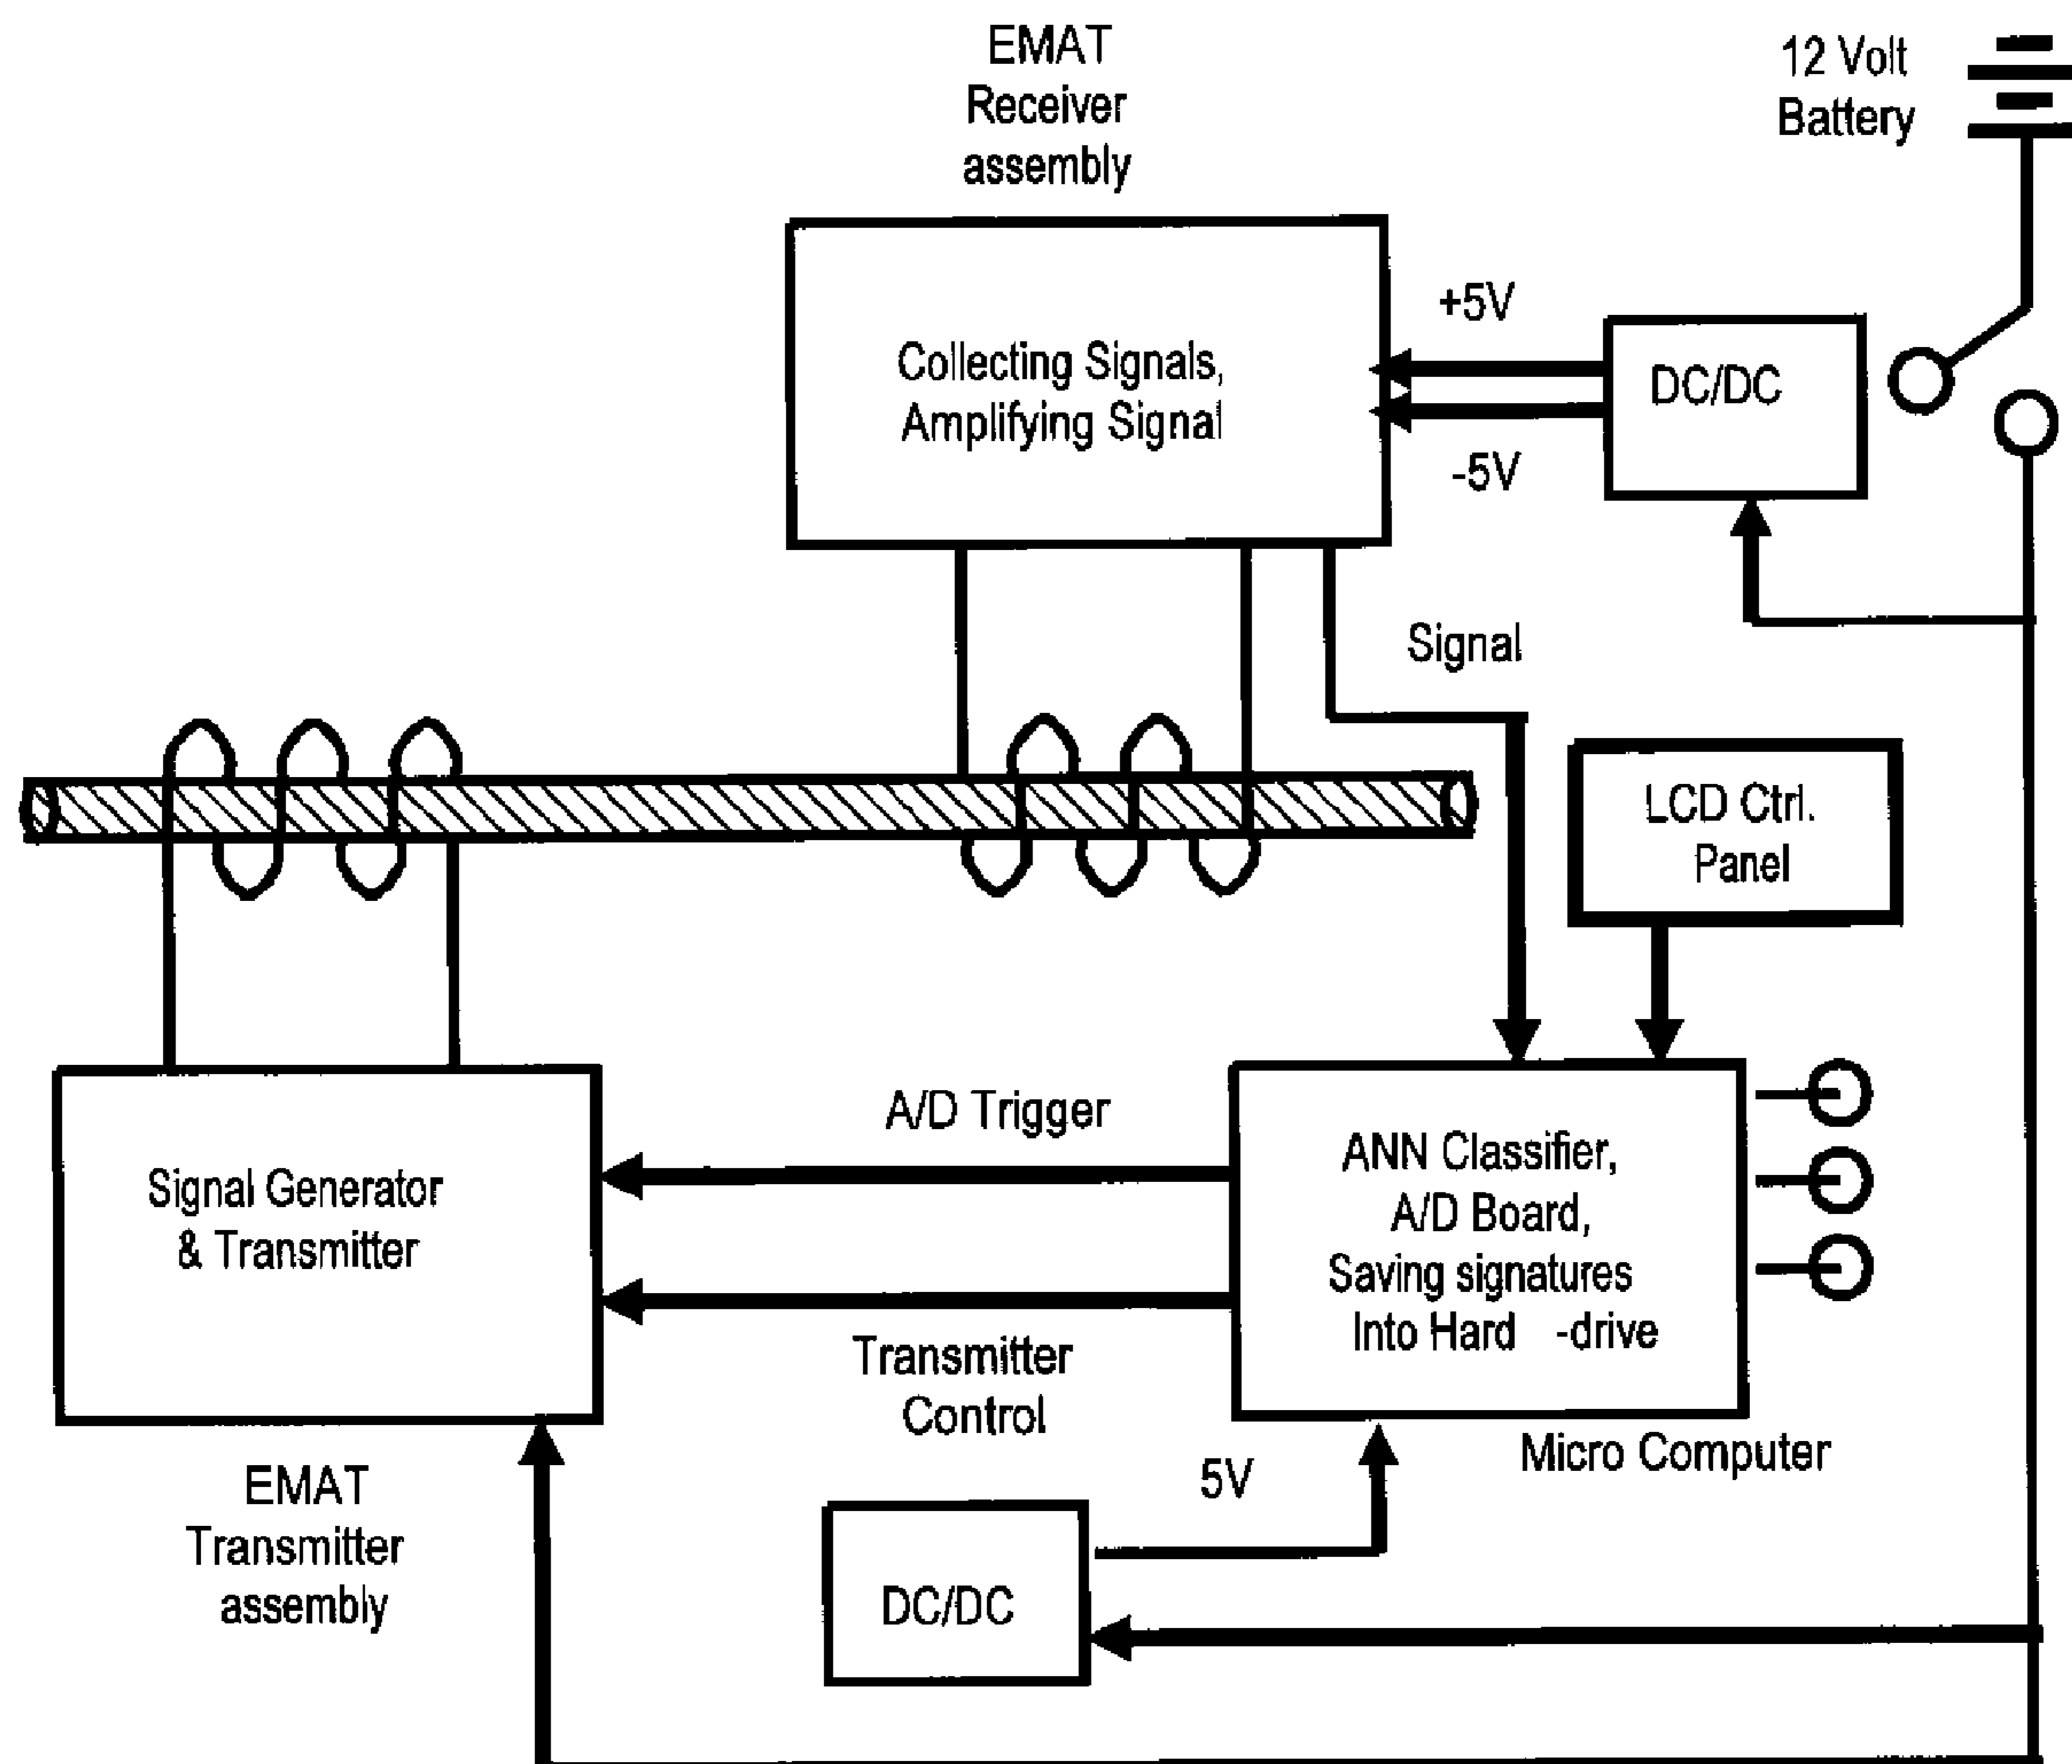 EMAT
Receiver
assembly
12 Volt
Battery
Collecting Signals,
Amplifying Signal
+5V
-5V
DC/DC
Signal
LCD Ctrl.
Panel
A/D Trigger
Signal Generator
& Transmitter
ANN Classifier,
A/D Board,
Saving signatures
Into Hard -drive
Transmitter
Control
Micro Computer
EMAT
Transmitter
assembly
5V
DC/DC